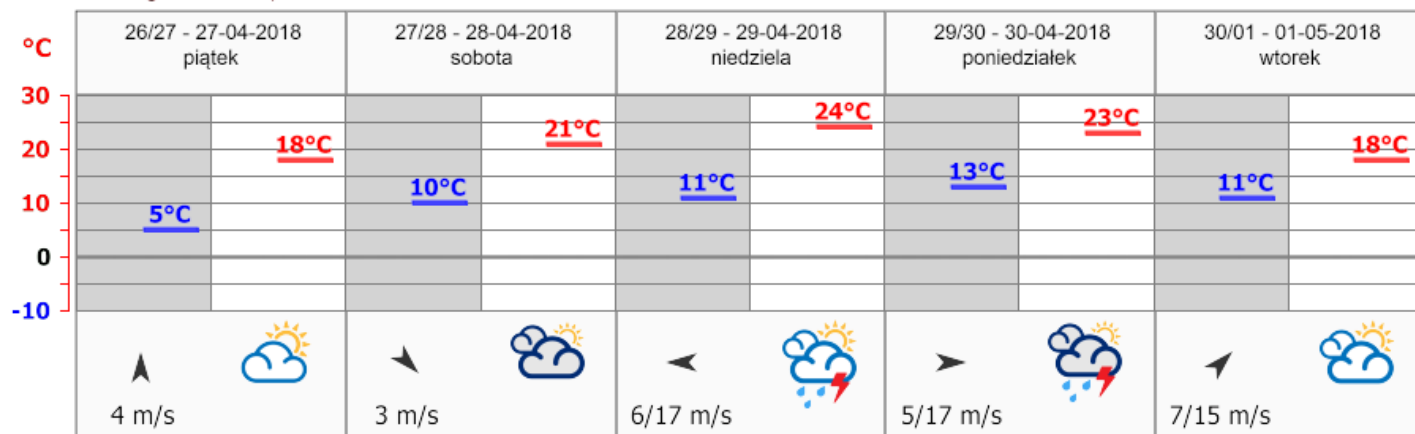 °C
26/27 - 27-04-2018
piątek
27/28 - 28-04-2018
sobota
28/29 - 29-04-2018
niedziela
29/30 - 30-04-2018
poniedziałek
30/01 - 01-05-2018
wtorek
30
20
10
0
-10
5°C
18°C
10°C
21°C
11°C
24°C
13°C
23°C
11°C
18°C
4 m/s
3 m/s
6/17 m/s
5/17 m/s
7/15 m/s